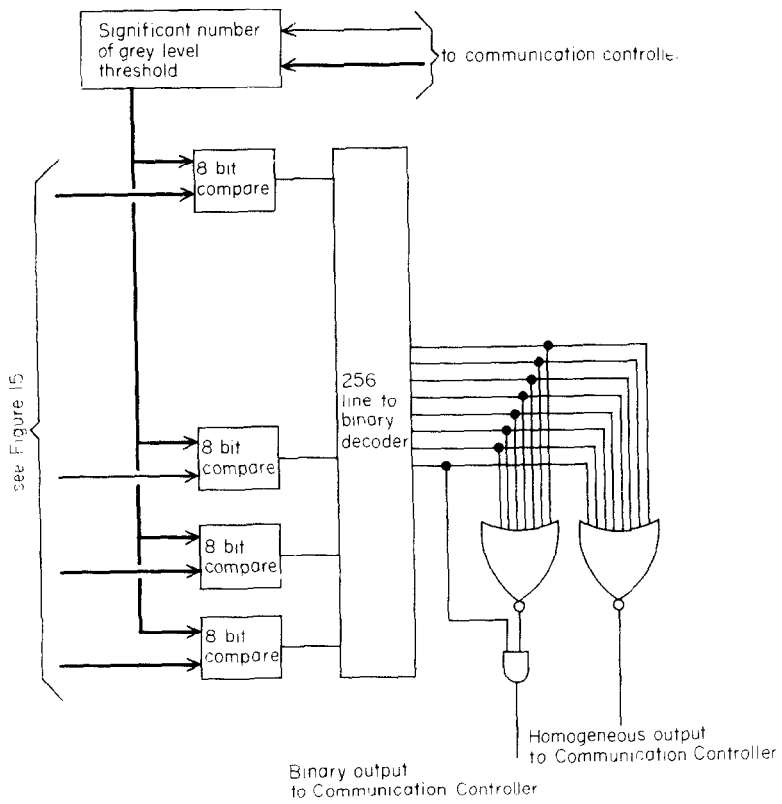 Significant number
of grey level
threshold
to communication controlle.
8 bit
compare
see Figure 15
256
line to
binary
decoder
8 bit
compare
8 bit
compare
8 bit
compare
Homogeneous output
to Communication Controller
Binary output
to Communication Controller